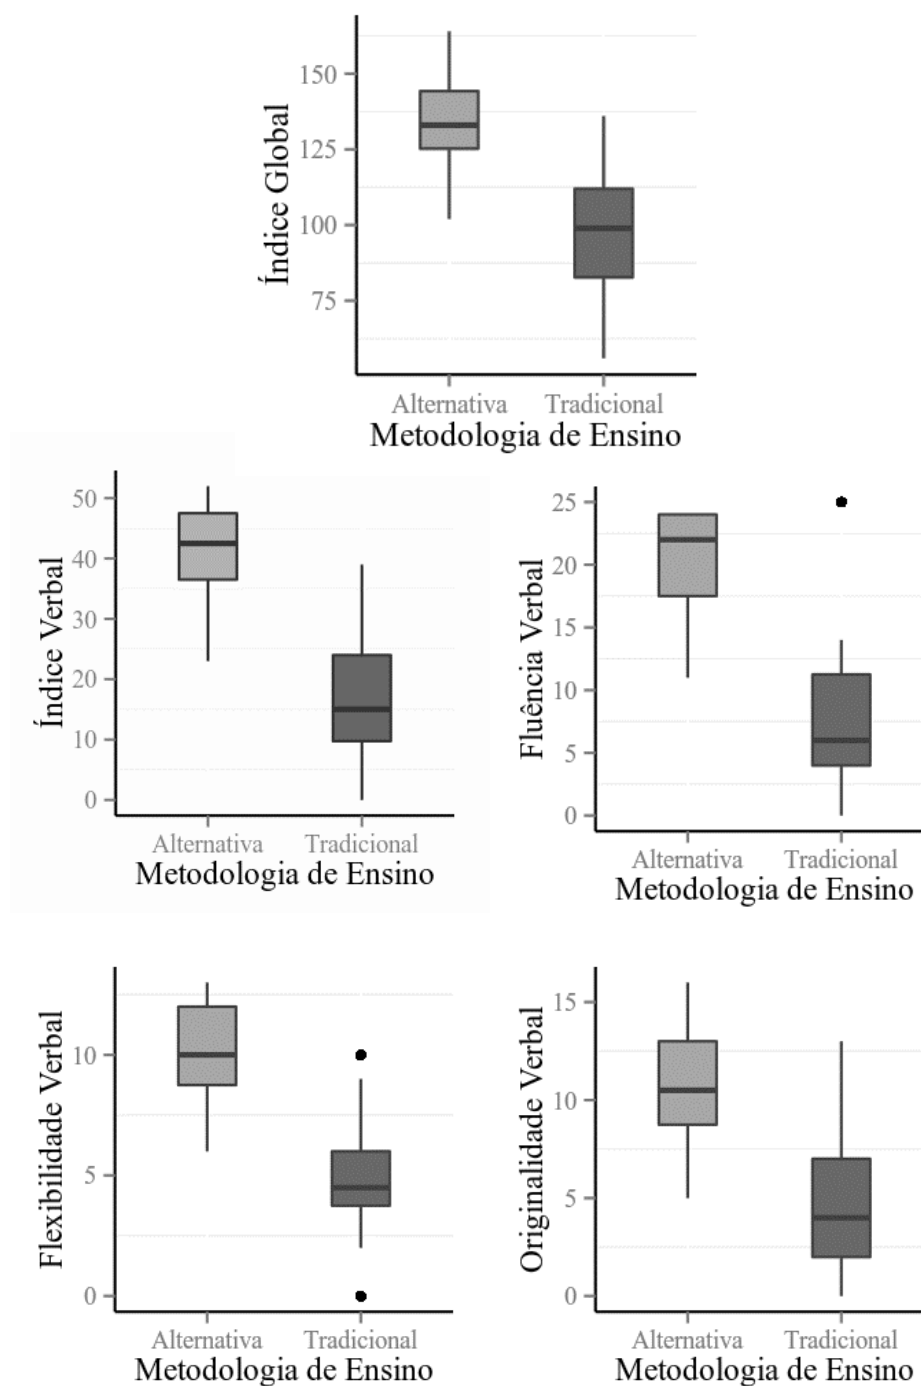 Índice Global
150
125
100
75
Alternativa Tradicional
Metodologia de Ensino
Índice Verbal
50
40
30
20
10
0
Alternativa Tradicional
Metodologia de Ensino
Fluência Verbal
25
20
15
10
5
0
Alternativa Tradicional
Metodologia de Ensino
Flexibilidade Verbal
10
5
0
Alternativa Tradicional
Metodologia de Ensino
Originalidade Verbal
15
10
5
0
Alternativa Tradicional
Metodologia de Ensino